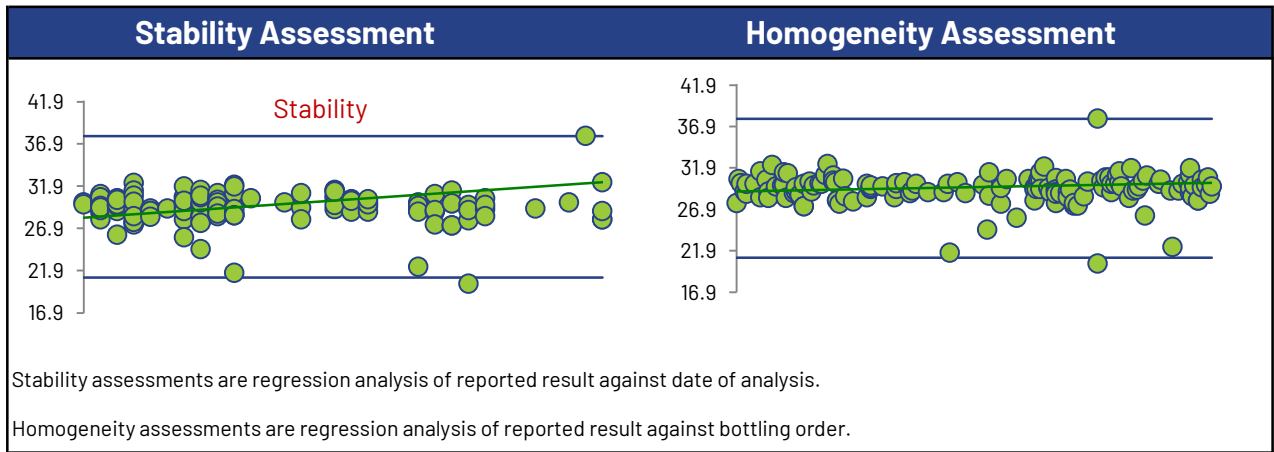 Stability Assessment
Homogeneity Assessment
Stability
41.9
36.9
31.9
26.9
21.9
16.9
41.9
36.9
31.9
26.9
21.9
16.9
Stability assessments are regression analysis of reported result against date of analysis.
Homogeneity assessments are regression analysis of reported result against bottling order.